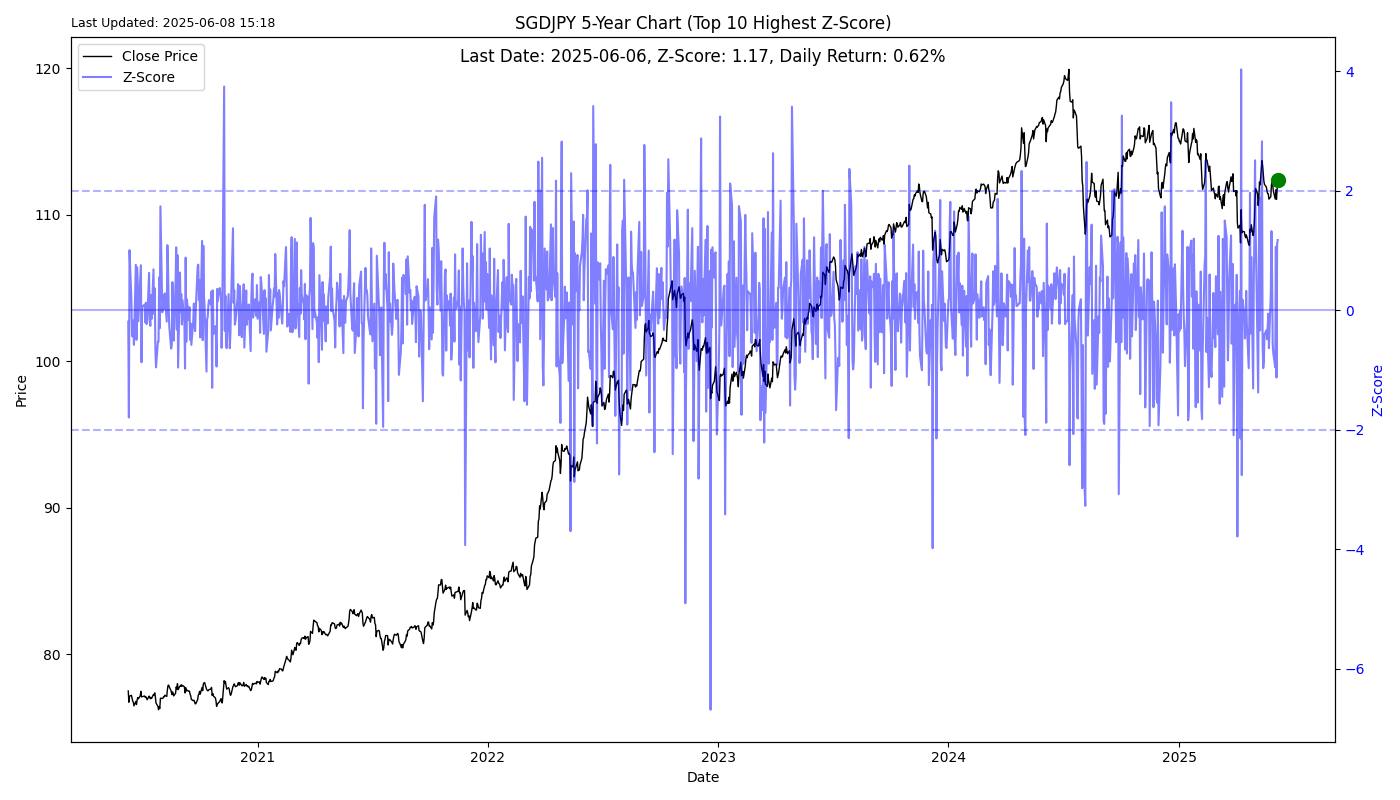 Last Updated: 2025-06-08 15:18
SGDJPY 5-Year Chart (Top 10 Highest Z-Score)
Last Date: 2025-06-06, Z-Score: 1.17, Daily Return: 0.62%
Close Price
Z-Score
120
110
100
90
80
Price
4
2
0
−2
−4
−6
Z-Score
2021
2022
2023
2024
2025
Date